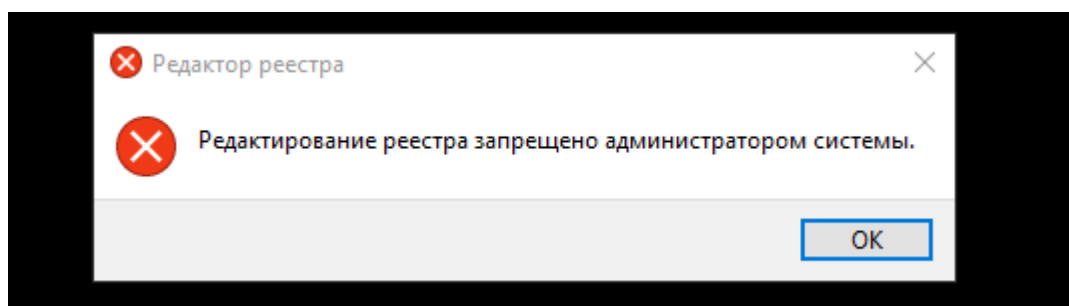 Редактор реестра
Редактирование реестра запрещено администратором системы.
OK